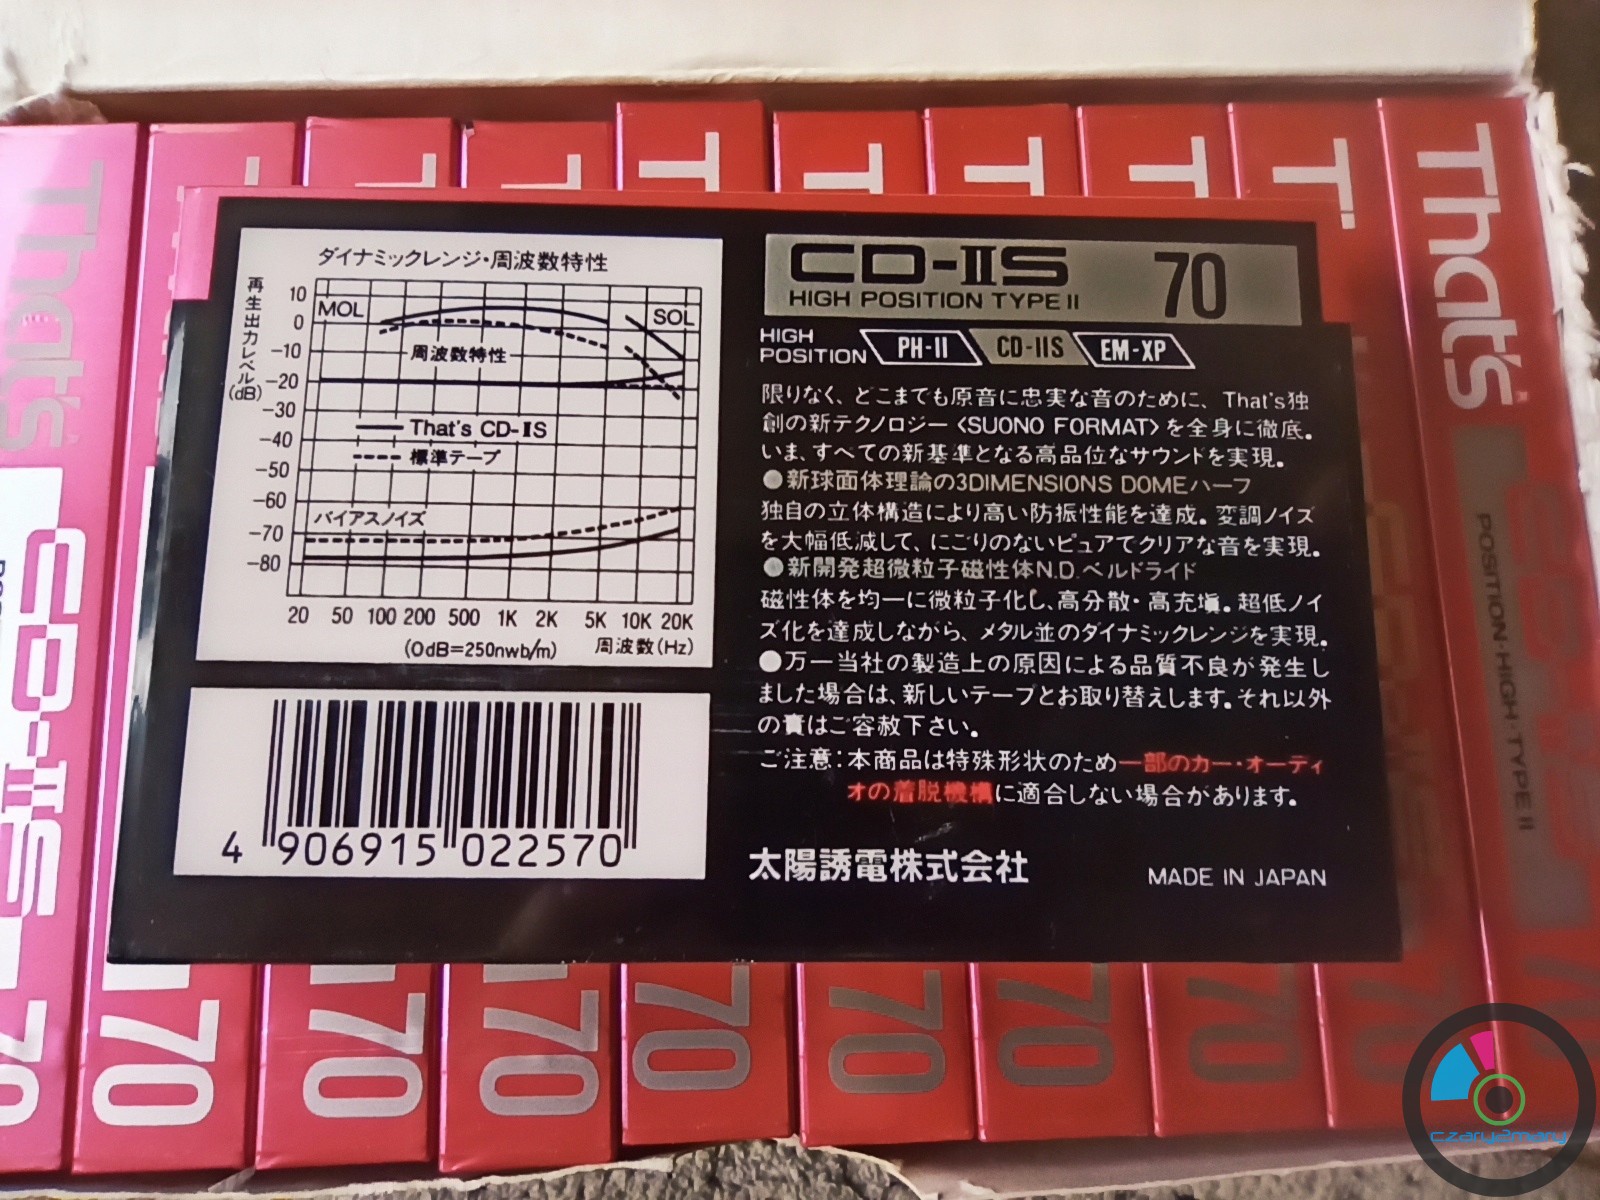 That's
CD-IIS
70
T
70
T
70
T
70
T
70
T
70
T
70
T
70
T'
70
That's
POSITION·HIGH·TYPE II
70
ダイナミックレンジ・周波数特性
再生出力レベル(dB)
10
0
-10
-20
-30
-40
-50
-60
-70
-80
MOL
SOL
周波数特性
That's CD-IIS
標準テープ
バイアスノイズ
20 50 100 200 500 1K 2K 5K 10K 20K
(0dB=250nwb/m) 周波数(Hz)
4 906915 022570
CD-IIS 70
HIGH POSITION TYPE II
HIGH POSITION PH-II CD-IIS EM-XP
限りなく、どこまでも原音に忠実な音のために、That's独
創の新テクノロジー〈SUONO FORMAT〉を全身に徹底。
いま、すべての新基準となる高品位なサウンドを実現。
●新球面体理論の3DIMENSIONS DOMEハーフ
独自の立体構造により高い防振性能を達成。変調ノイズ
を大幅低減して、にごりのないピュアでクリアな音を実現。
●新開発超微粒子磁性体N.D.ベルドライド
磁性体を均一に微粒子化し、高分散・高充塡。超低ノイ
ズ化を達成しながら、メタル並のダイナミックレンジを実現。
●万一当社の製造上の原因による品質不良が発生し
ました場合は、新しいテープとお取り替えします。それ以外
の責はご容赦下さい。
ご注意:本商品は特殊形状のため一部のカー・オーディ
オの着脱機構に適合しない場合があります。
太陽誘電株式会社 MADE IN JAPAN
czary2mary